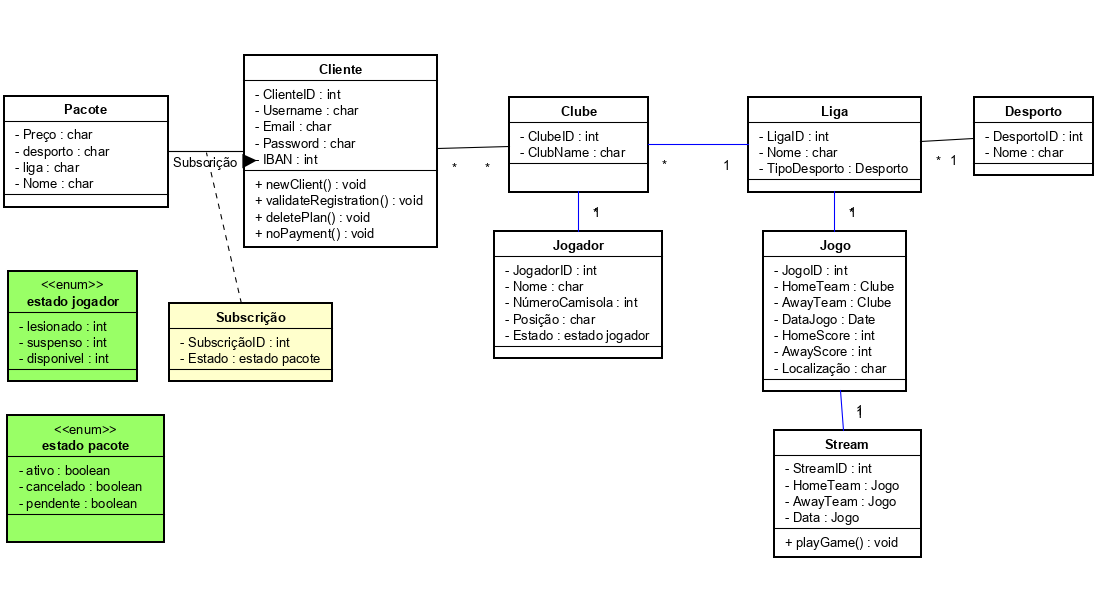 Pacote
- Preço : char
- desporto : char
- liga : char
- Nome : char
Subscrição
Cliente
- ClienteID : int
- Username : char
- Email : char
- Password : char
- IBAN : int
+ newClient() : void
+ validateRegistration() : void
+ deletePlan() : void
+ noPayment() : void
* *
Clube
- ClubeID : int
- ClubName : char
* 1
Liga
- LigaID : int
- Nome : char
- TipoDesporto : Desporto
* 1
Desporto
- DesportoID : int
- Nome : char
1
*
Jogador
- JogadorID : int
- Nome : char
- NúmeroCamisola : int
- Posição : char
- Estado : estado jogador
1
*
Jogo
- JogoID : int
- HomeTeam : Clube
- AwayTeam : Clube
- DataJogo : Date
- HomeScore : int
- AwayScore : int
- Localização : char
1
1
Stream
- StreamID : int
- HomeTeam : Jogo
- AwayTeam : Jogo
- Data : Jogo
+ playGame() : void
<<enum>>
estado jogador
- lesionado : int
- suspenso : int
- disponivel : int
Subscrição
- SubscriçãoID : int
- Estado : estado pacote
<<enum>>
estado pacote
- ativo : boolean
- cancelado : boolean
- pendente : boolean